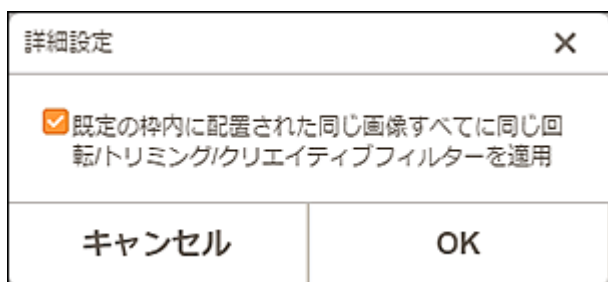 詳細設定
既定の枠内に配置された同じ画像すべてに同じ回
転/トリミング/クリエイティブフィルターを適用
キャンセル
OK